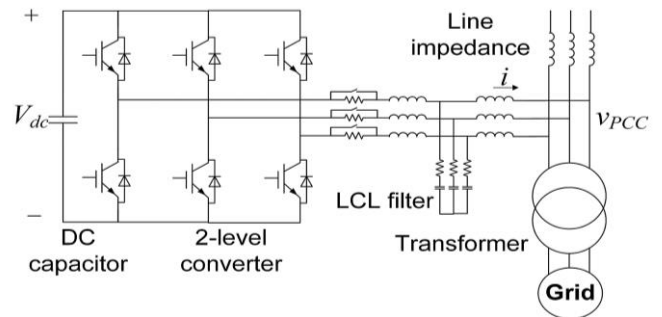 +
Line
impedance
i
V_dc
v_PCC
LCL filter
−
DC
capacitor
2-level
converter
Transformer
Grid